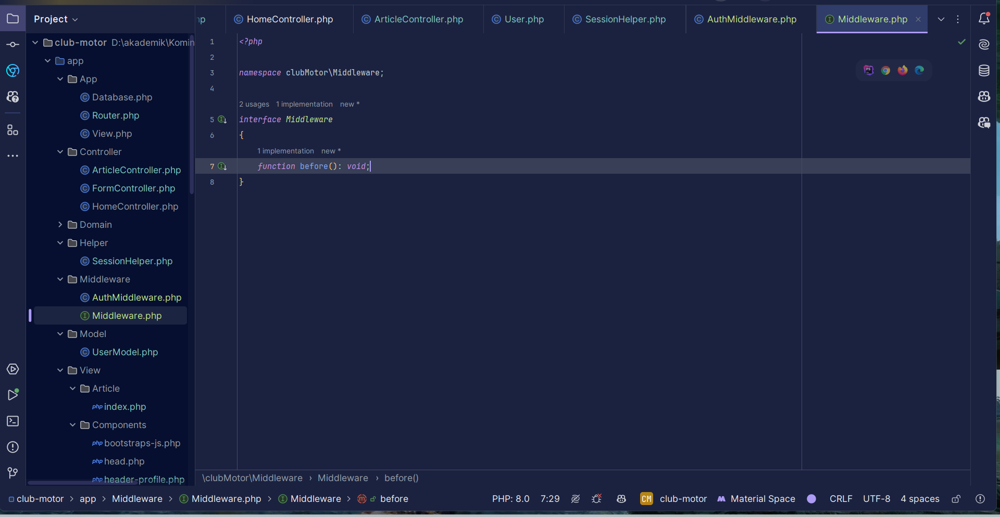 Project
club-motor D:\akademik\Komin
app
App
Database.php
Router.php
View.php
Controller
ArticleController.php
FormController.php
HomeController.php
Domain
Helper
SessionHelper.php
Middleware
AuthMiddleware.php
Middleware.php
Model
UserModel.php
View
Article
php index.php
Components
php bootstraps-js.php
php head.php
php header-profile.php
hp HomeController.php ArticleController.php User.php SessionHelper.php AuthMiddleware.php Middleware.php
1 <?php
2
3 namespace clubMotor\Middleware;
4
2 usages 1 implementation new *
5 interface Middleware
6 {
1 implementation new *
7 function before(): void;
8 }
\clubMotor\Middleware › Middleware › before()
club-motor > app > Middleware > Middleware.php > Middleware > before PHP: 8.0 7:29 CM club-motor Material Space CRLF UTF-8 4 spaces